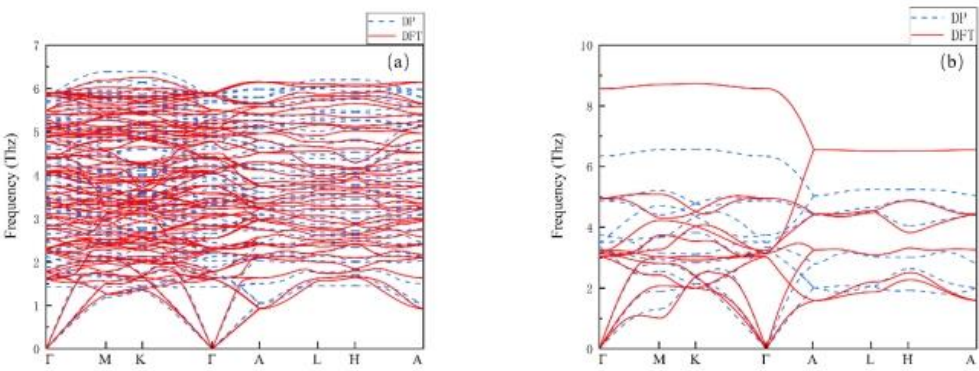 DP
DFT
(a)
7
6
5
4
3
2
1
0
Frequency (Thz)
Γ M K Γ A L H A
DP
DFT
(b)
10
8
6
4
2
0
Frequency (Thz)
Γ M K Γ A L H A